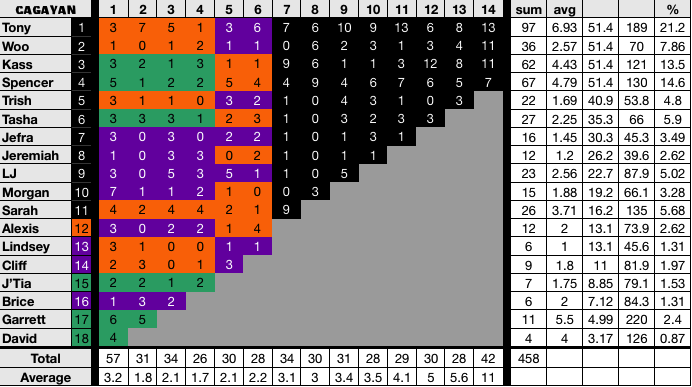 CAGAYAN 1 2 3 4 5 6 7 8 9 10 11 12 13 14 sum avg %
Tony 1 3 7 5 1 3 6 7 6 10 9 13 6 8 13 97 6.93 51.4 189 21.2
Woo 2 1 0 1 2 1 1 0 6 2 3 1 3 4 11 36 2.57 51.4 70 7.86
Kass 3 3 2 1 3 1 1 9 6 1 1 3 12 8 11 62 4.43 51.4 121 13.5
Spencer 4 5 1 2 2 5 4 4 9 4 6 7 6 5 7 67 4.79 51.4 130 14.6
Trish 5 3 1 1 0 3 2 1 0 4 3 1 0 3 22 1.69 40.9 53.8 4.8
Tasha 6 3 3 3 1 2 3 1 0 3 2 3 3 27 2.25 35.3 66 5.9
Jefra 7 3 0 3 0 2 2 1 0 1 3 1 16 1.45 30.3 45.3 3.49
Jeremiah 8 1 0 3 3 0 2 1 0 1 1 12 1.2 26.2 39.6 2.62
LJ 9 3 0 5 3 5 1 1 0 5 23 2.56 22.7 87.9 5.02
Morgan 10 7 1 1 2 1 0 0 3 15 1.88 19.2 66.1 3.28
Sarah 11 4 2 4 4 2 1 9 26 3.71 16.2 135 5.68
Alexis 12 3 0 2 2 1 4 12 2 13.1 73.9 2.62
Lindsey 13 3 1 0 0 1 1 6 1 13.1 45.6 1.31
Cliff 14 2 3 0 1 3 9 1.8 11 81.9 1.97
J'Tia 15 2 2 1 2 7 1.75 8.85 79.1 1.53
Brice 16 1 3 2 6 2 7.12 84.3 1.31
Garrett 17 6 5 11 5.5 4.99 220 2.4
David 18 4 4 4 3.17 126 0.87
Total 57 31 34 26 30 28 34 30 31 28 29 30 28 42 458
Average 3.2 1.8 2.1 1.7 2.1 2.2 3.1 3 3.4 3.5 4.1 5 5.6 11